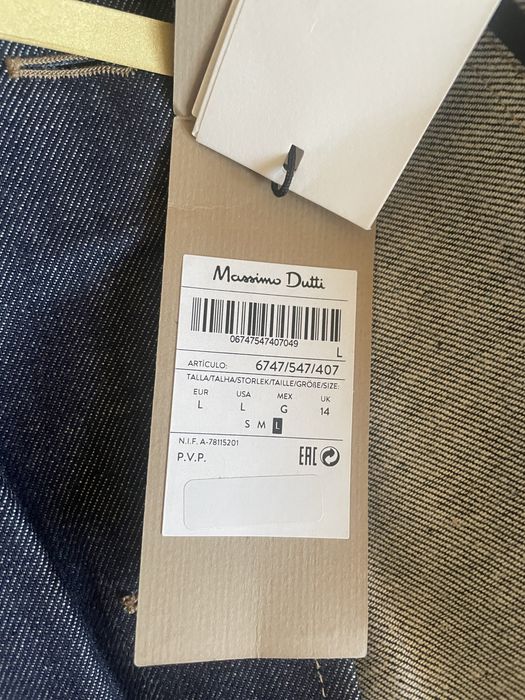 Massimo Dutti
06747547407049
L
ARTÍCULO: 6747/547/407
TALLA/TALHA/STORLEK/TAILLE/GRÖßE/SIZE:
EUR USA MEX UK
L L G 14
S M L
N.I.F. A-78115201
P.V.P. EAC